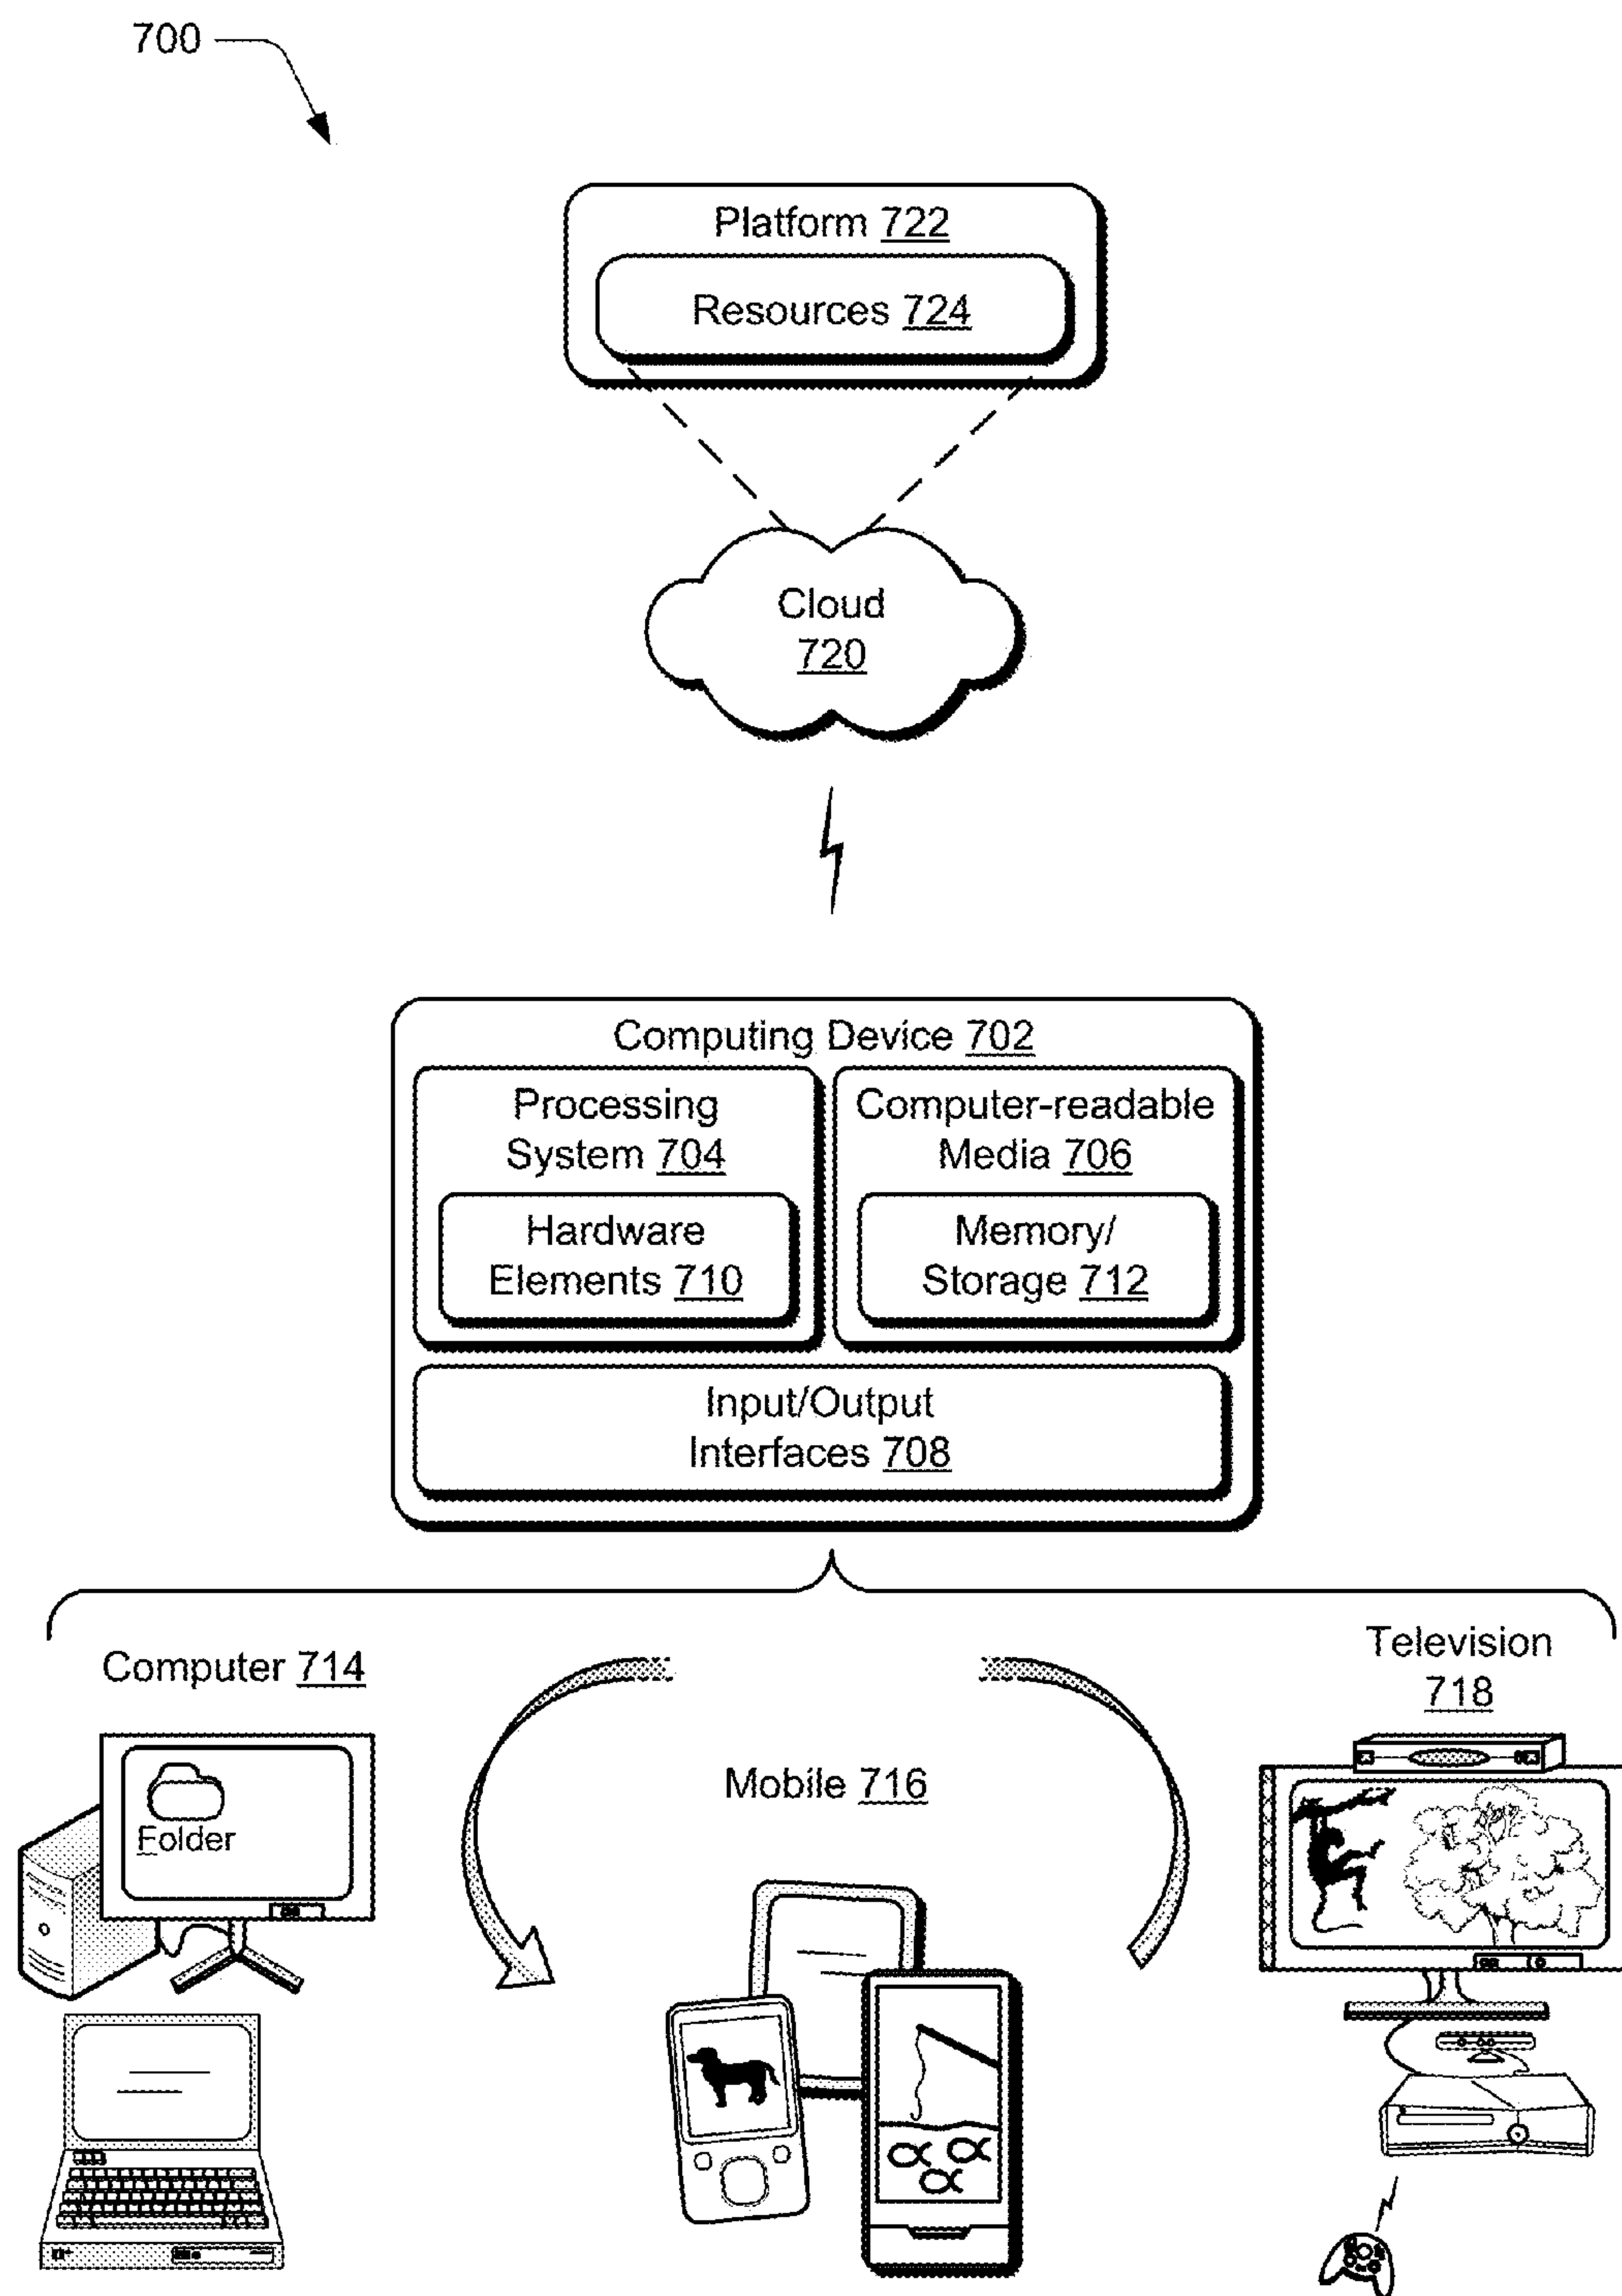 700
Platform 722
Resources 724
Cloud
720
Computing Device 702
Processing
System 704
Computer-readable
Media 706
Hardware
Elements 710
Memory/
Storage 712
Input/Output
Interfaces 708
Computer 714
Mobile 716
Television
718
Folder